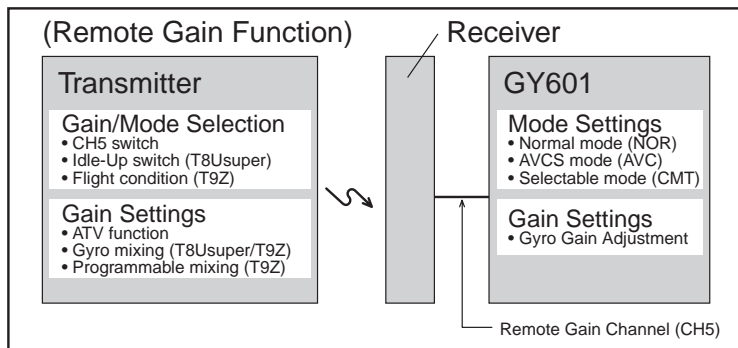 (Remote Gain Function)
Receiver
Transmitter
Gain/Mode Selection
• CH5 switch
• Idle-Up switch (T8Usuper)
• Flight condition (T9Z)
Gain Settings
• ATV function
• Gyro mixing (T8Usuper/T9Z)
• Programmable mixing (T9Z)
GY601
Mode Settings
• Normal mode (NOR)
• AVCS mode (AVC)
• Selectable mode (CMT)
Gain Settings
• Gyro Gain Adjustment
Remote Gain Channel (CH5)